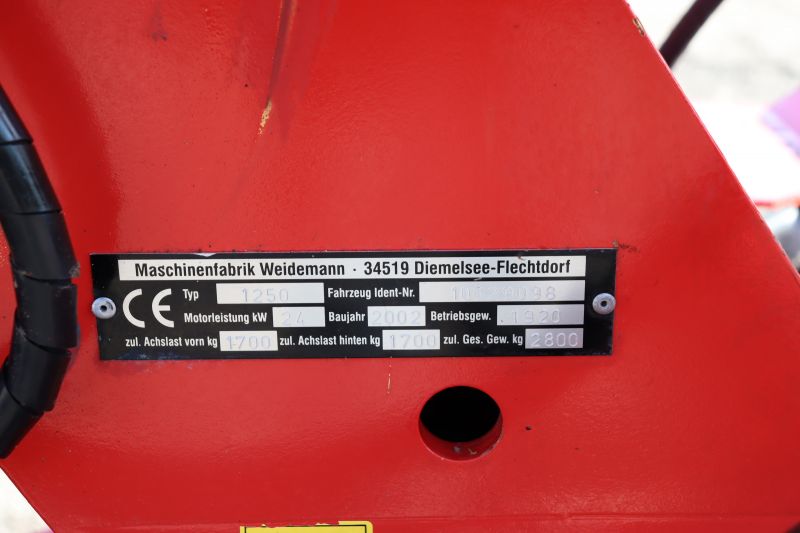 Maschinenfabrik Weidemann · 34519 Diemelsee-Flechtdorf
CE Typ 1250 Fahrzeug Ident-Nr.
Motorleistung kW 24 Baujahr 2002 Betriebsgew. 1920
zul. Achslast vorn kg 1700 zul. Achslast hinten kg 1700 zul. Ges. Gew. kg 2800